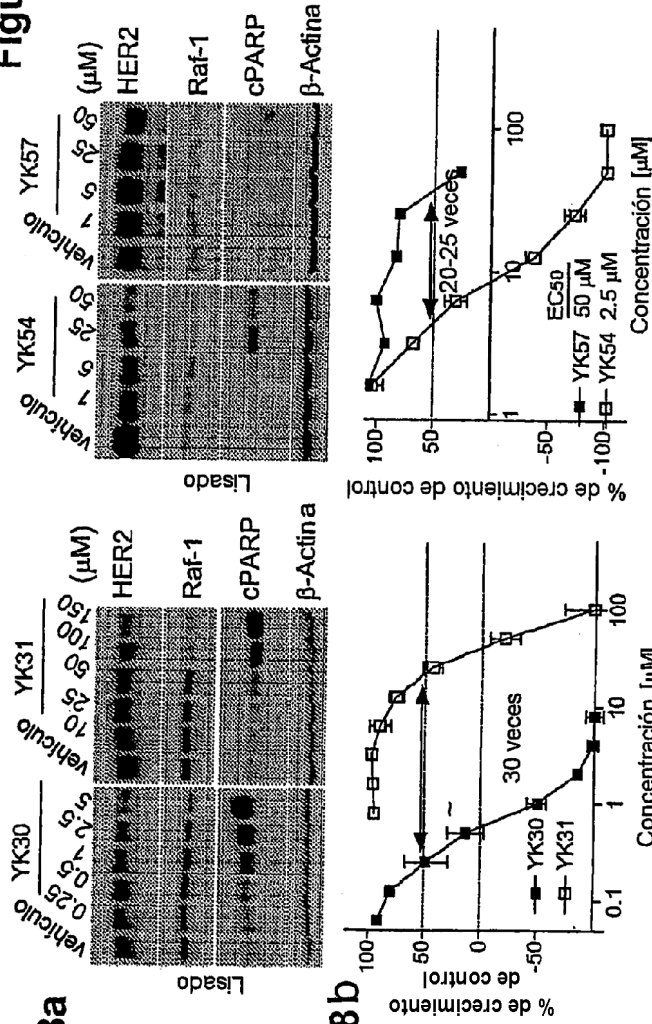 Figu
3a
YK30
YK31
vehículo 0.25 0.5 1 2.5 5
vehículo 10 25 50 100 150 (µM)
HER2
Raf-1
cPARP
β-Actina
Lisado
YK54
YK57
vehículo 1 5 25 50
vehículo 1 5 25 50 (µM)
HER2
Raf-1
cPARP
β-Actina
Lisado
3b
% de crecimiento
de control
100
50
0
-50
0.1
1
10
100
~
30 veces
YK30
YK31
Concentración [µM]
% de crecimiento de control
100
50
-50
-100
1
10
100
20-25 veces
EC50
YK57 50 µM
YK54 2.5 µM
Concentración [µM]